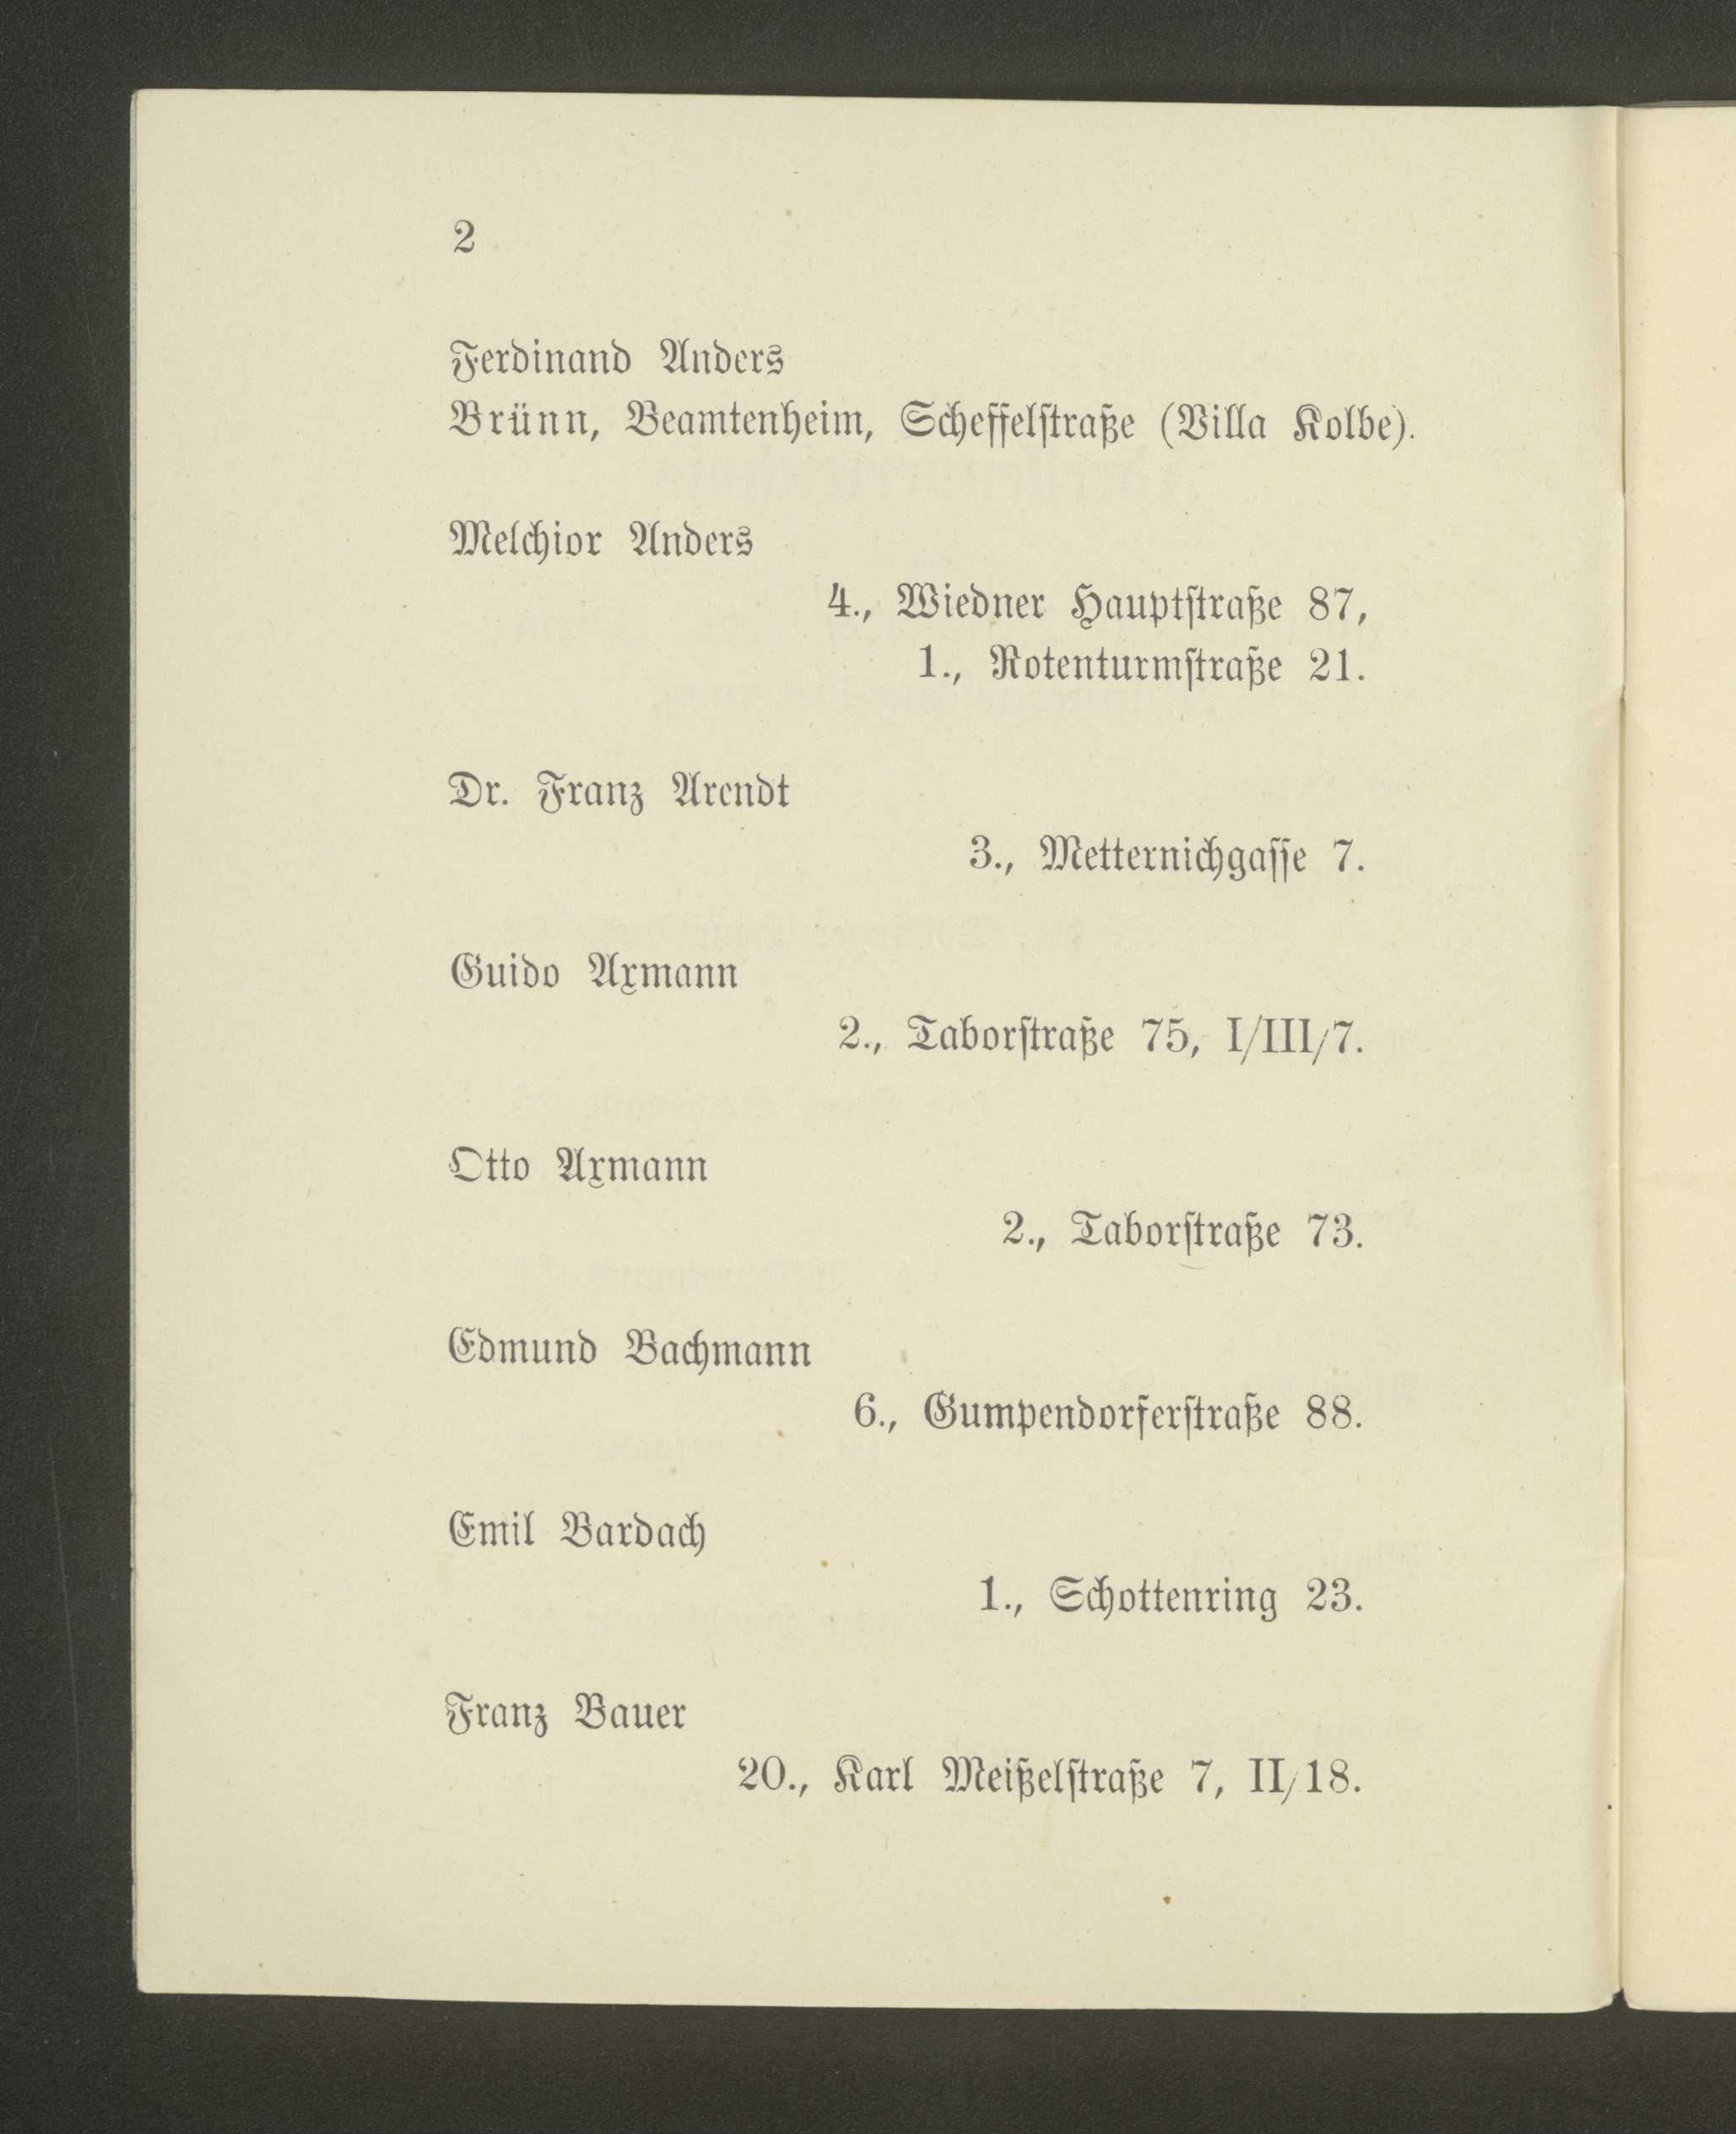 2
Ferdinand Anders
Brünn, Beamtenheim, Scheffelstraße (Villa Kolbe).
Melchior Anders
4., Wiedner Hauptstraße 87,
1., Rotenturmstraße 21.
Dr. Franz Arendt
3., Metternichgasse 7.
Guido Axmann
2., Taborstraße 75, I/III/7.
Otto Axmann
2., Taborstraße 73.
Edmund Bachmann
6., Gumpendorferstraße 88.
Emil Bardach
1., Schottenring 23.
Franz Bauer
20., Karl Meißelstraße 7, II/18.